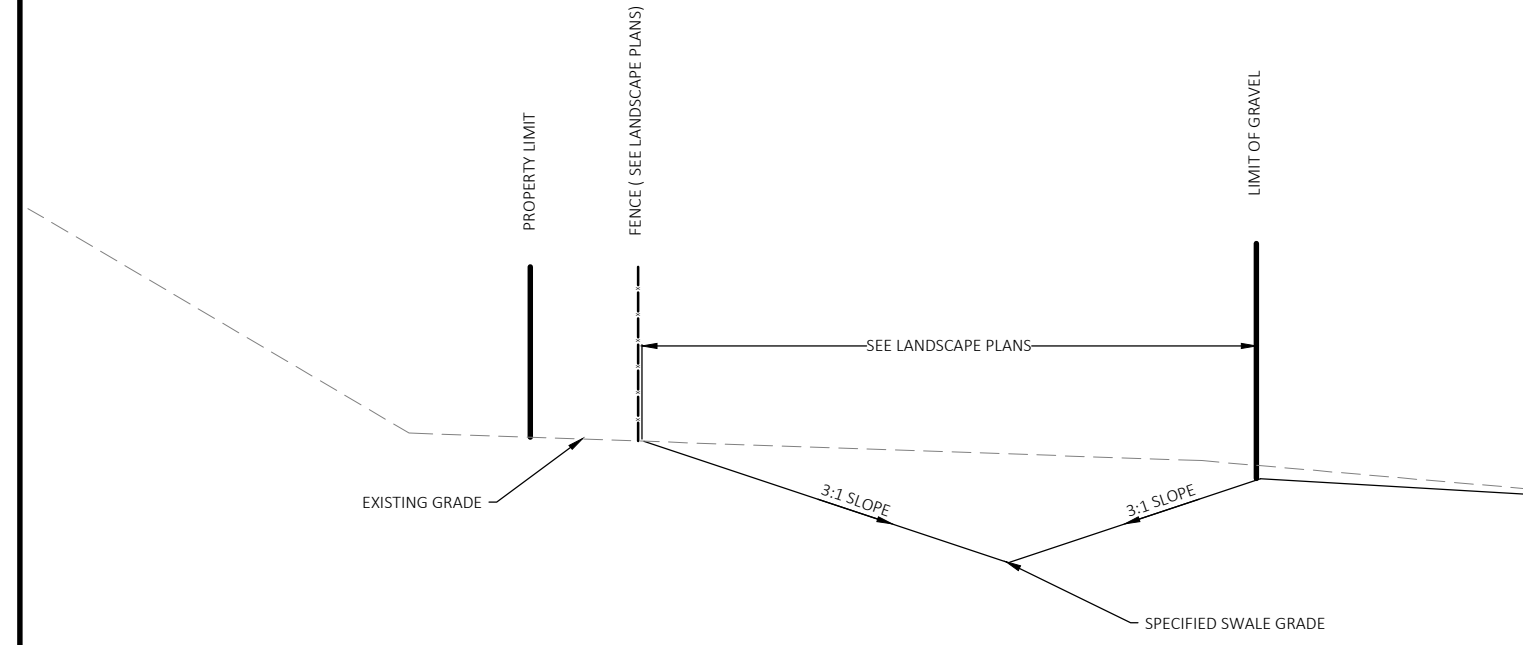 PROPERTY LIMIT
FENCE ( SEE LANDSCAPE PLANS)
LIMIT OF GRAVEL
SEE LANDSCAPE PLANS
EXISTING GRADE
3:1 SLOPE
3:1 SLOPE
SPECIFIED SWALE GRADE